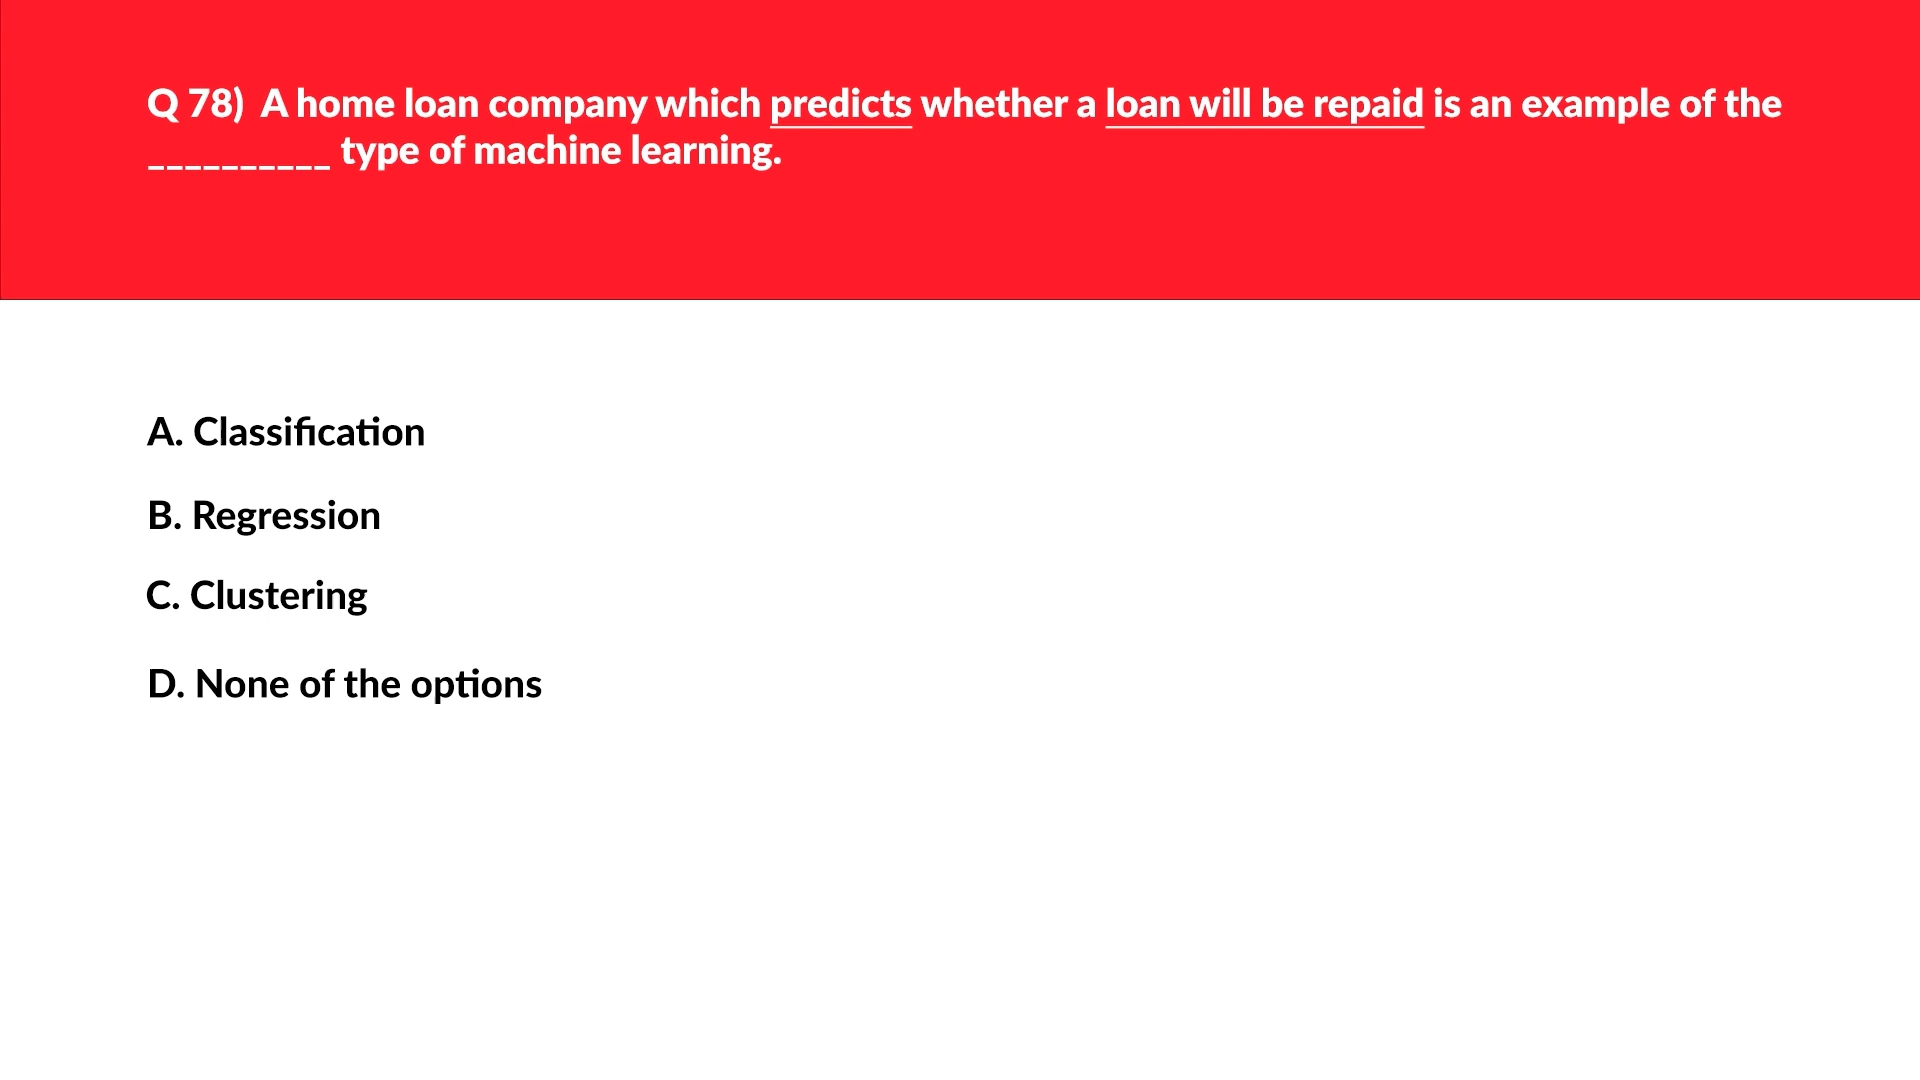 Q 78) A home loan company which predicts whether a loan will be repaid is an example of the
__________ type of machine learning.
A. Classification
B. Regression
C. Clustering
D. None of the options